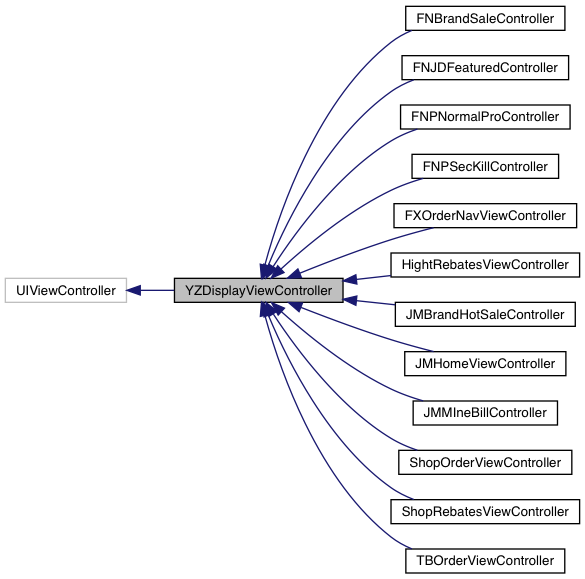 FNBrandSaleController
FNJDFeaturedController
FNPNormalProController
FNPSecKillController
FXOrderNavViewController
HightRebatesViewController
UIViewController
YZDisplayViewController
JMBrandHotSaleController
JMHomeViewController
JMMIneBillController
ShopOrderViewController
ShopRebatesViewController
TBOrderViewController